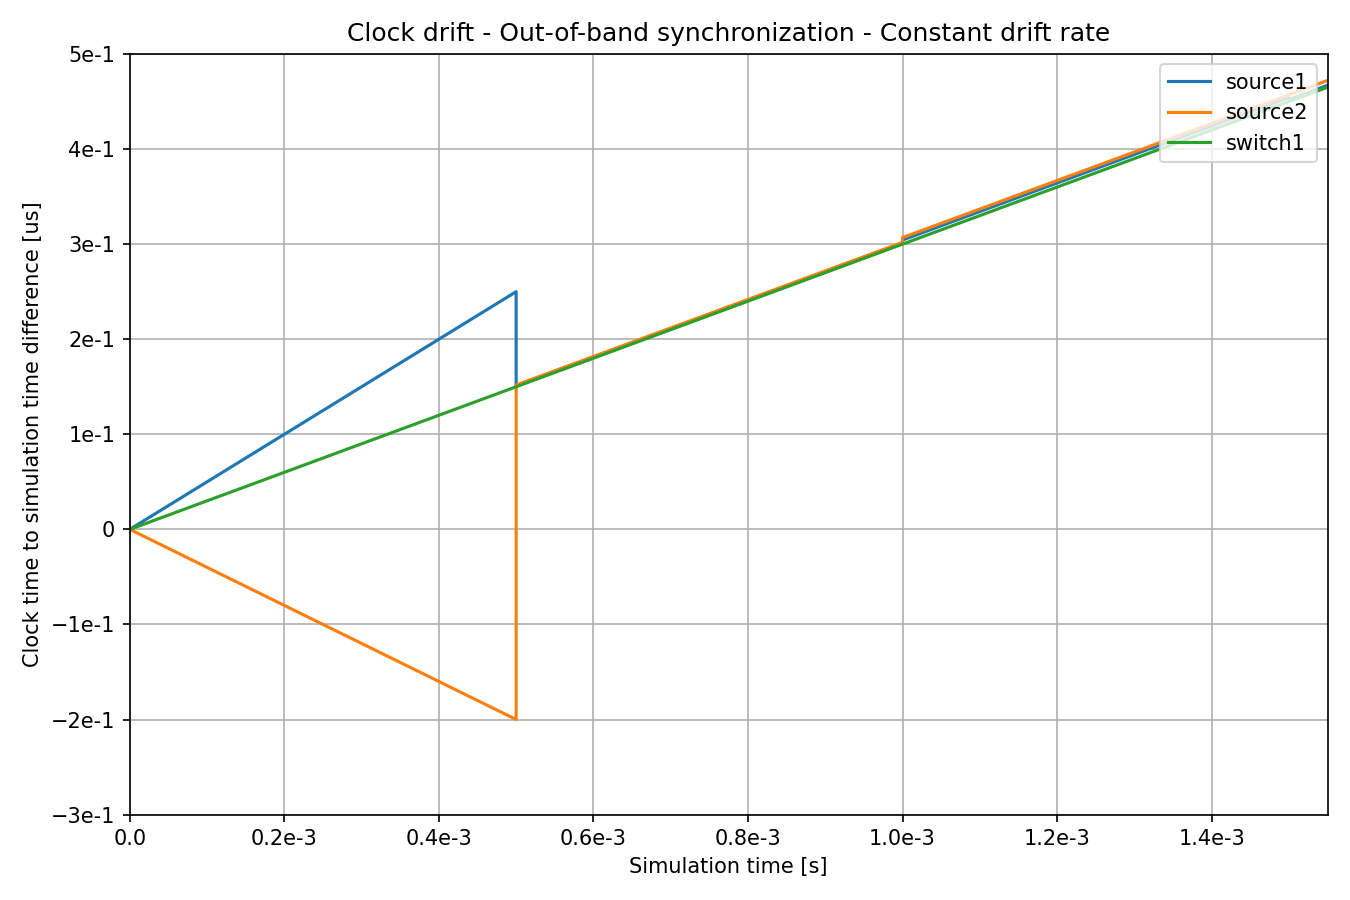 Clock drift - Out-of-band synchronization - Constant drift rate
5e-1
4e-1
3e-1
2e-1
1e-1
0
−1e-1
−2e-1
−3e-1
Clock time to simulation time difference [us]
source1
source2
switch1
0.0 0.2e-3 0.4e-3 0.6e-3 0.8e-3 1.0e-3 1.2e-3 1.4e-3
Simulation time [s]